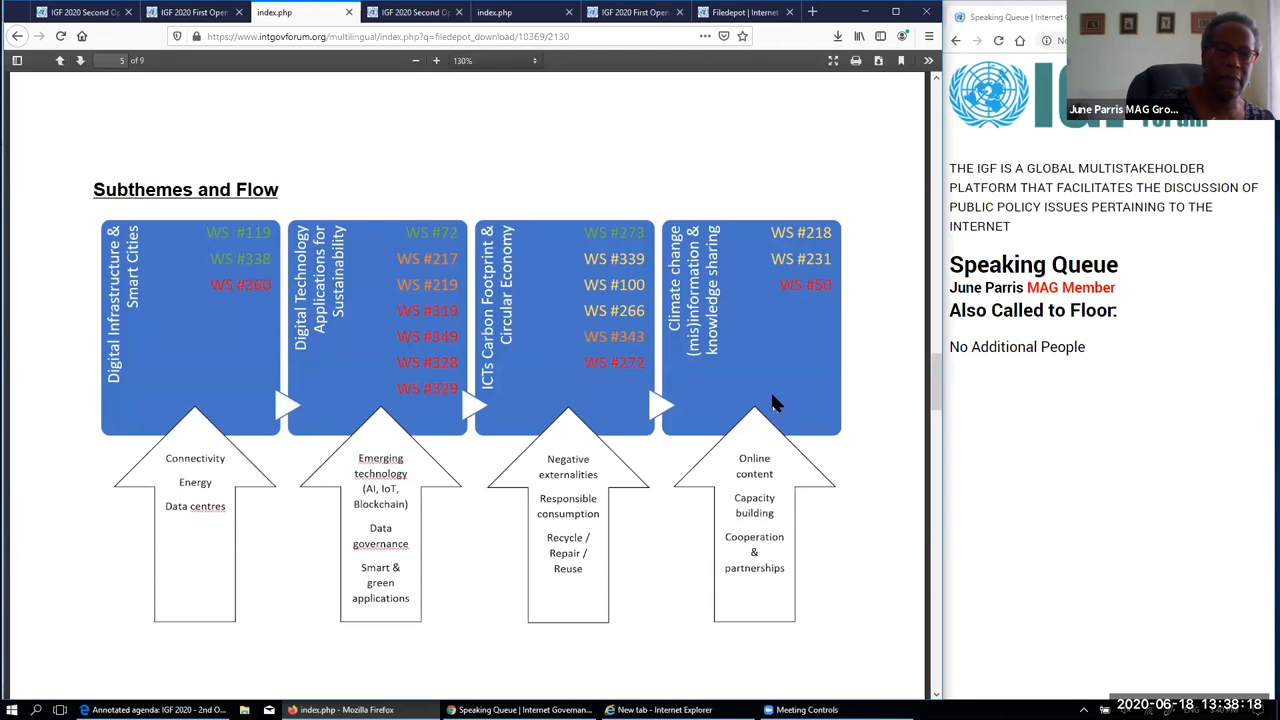 IGF 2020 Second Op
IGF 2020 First Open
index.php
IGF 2020 Second Op
index.php
IGF 2020 First Open
Filedepot | Internet
Speaking Queue | Internet
https://www.intgovforum.org/multilingual/index.php?q=filedepot_download/10369/2130
5 of 9
130%
June Parris MAG Gro...
Subthemes and Flow
Digital Infrastructure &
Smart Cities
WS #119
WS #338
WS #360
Digital Technology
Applications for
Sustainability
WS #72
WS #217
WS #219
WS #319
WS #349
WS #328
WS #329
ICTs Carbon Footprint &
Circular Economy
WS #273
WS #339
WS #100
WS #266
WS #343
WS #272
Climate change
(mis)information &
knowledge sharing
WS #218
WS #231
WS #50
Connectivity
Energy
Data centres
Emerging
technology
(AI, IoT,
Blockchain)
Data
governance
Smart &
green
applications
Negative
externalities
Responsible
consumption
Recycle /
Repair /
Reuse
Online
content
Capacity
building
Cooperation
&
partnerships
THE IGF IS A GLOBAL MULTISTAKEHOLDER
PLATFORM THAT FACILITATES THE DISCUSSION OF
PUBLIC POLICY ISSUES PERTAINING TO THE
INTERNET
Speaking Queue
June Parris MAG Member
Also Called to Floor:
No Additional People
Annotated agenda: IGF 2020 - 2nd O...
index.php - Mozilla Firefox
Speaking Queue | Internet Governan...
New tab - Internet Explorer
Meeting Controls
2020-06-18 13:38:18